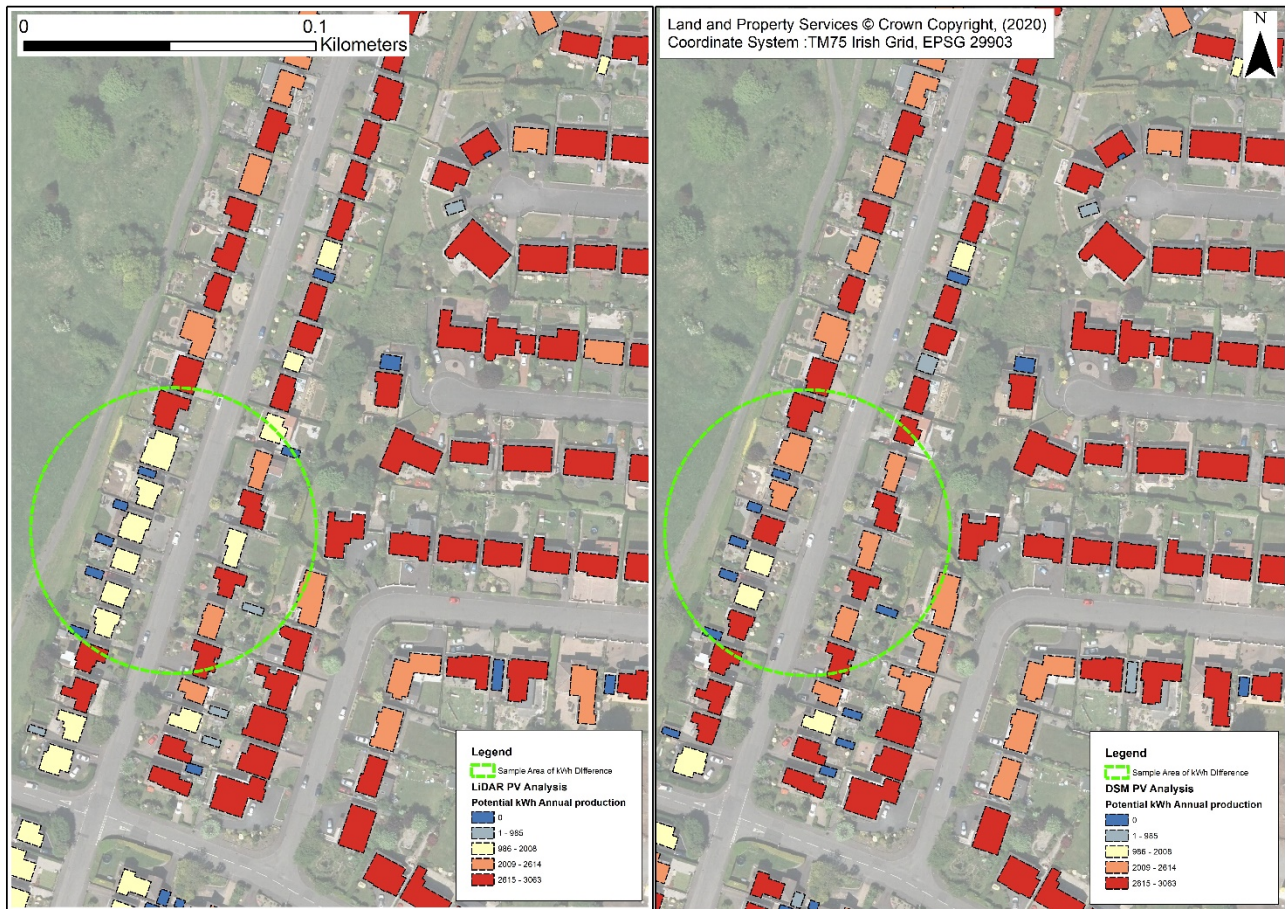 0 0.1
Kilometers
Land and Property Services © Crown Copyright, (2020)
Coordinate System :TM75 Irish Grid, EPSG 29903
N
Legend
Sample Area of kWh Difference
LiDAR PV Analysis
Potential kWh Annual production
0
1 - 985
986 - 2008
2009 - 2614
2615 - 3063
Legend
Sample Area of kWh Difference
DSM PV Analysis
Potential kWh Annual production
0
1 - 985
986 - 2008
2009 - 2614
2615 - 3063